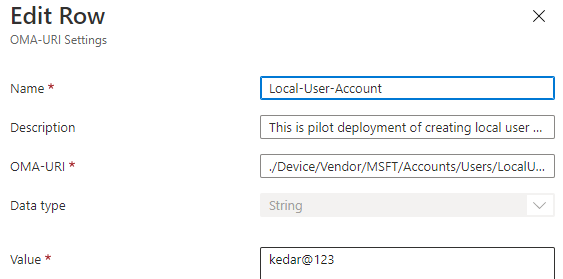 Edit Row
OMA-URI Settings
Name *
Local-User-Account
Description
This is pilot deployment of creating local user ...
OMA-URI *
./Device/Vendor/MSFT/Accounts/Users/LocalU...
Data type
String
Value *
kedar@123